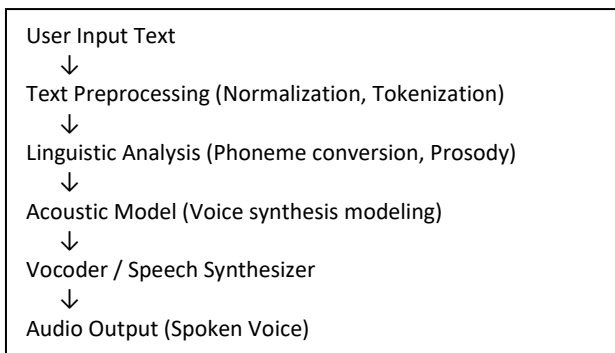 User Input Text
↓
Text Preprocessing (Normalization, Tokenization)
↓
Linguistic Analysis (Phoneme conversion, Prosody)
↓
Acoustic Model (Voice synthesis modeling)
↓
Vocoder / Speech Synthesizer
↓
Audio Output (Spoken Voice)